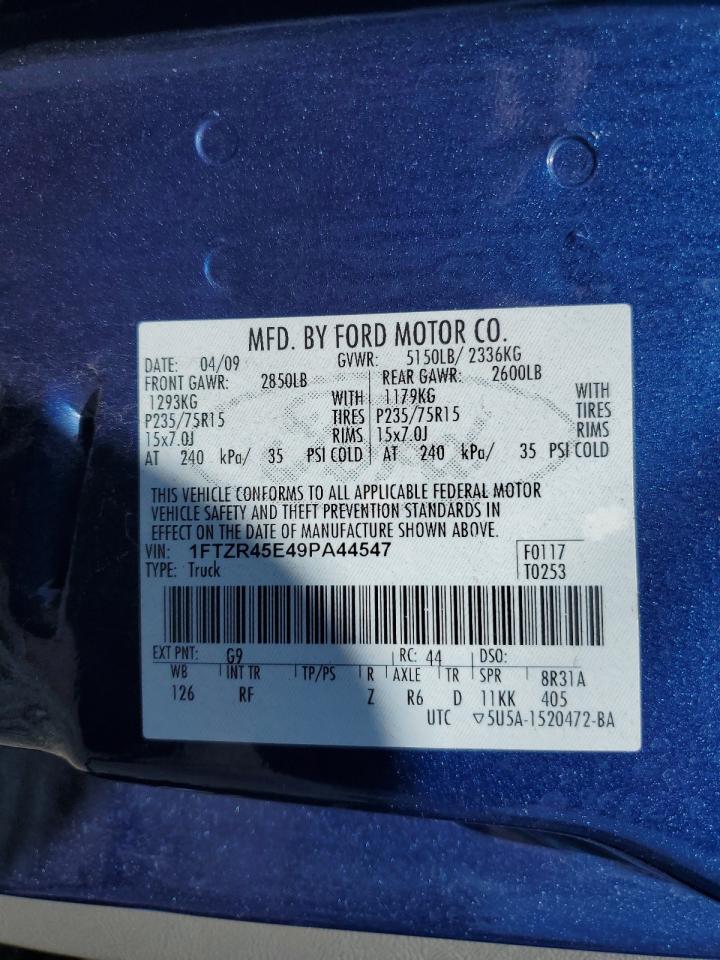 MFD. BY FORD MOTOR CO.
DATE: 04/09 GVWR: 5150LB/ 2336KG
FRONT GAWR: 2850LB REAR GAWR: 2600LB
1293KG WITH 1179KG WITH
P235/75R15 TIRES P235/75R15 TIRES
15x7.0J RIMS 15x7.0J RIMS
AT 240 kPa/ 35 PSI COLD AT 240 kPa/ 35 PSI COLD
THIS VEHICLE CONFORMS TO ALL APPLICABLE FEDERAL MOTOR
VEHICLE SAFETY AND THEFT PREVENTION STANDARDS IN
EFFECT ON THE DATE OF MANUFACTURE SHOWN ABOVE.
VIN: 1FTZR45E49PA44547 F0117
TYPE: Truck T0253
EXT PNT: G9 RC: 44 DSO:
WB INT TR TP/PS R AXLE TR SPR 8R31A
126 RF Z R6 D 11KK 405
UTC ▽5U5A-1520472-BA